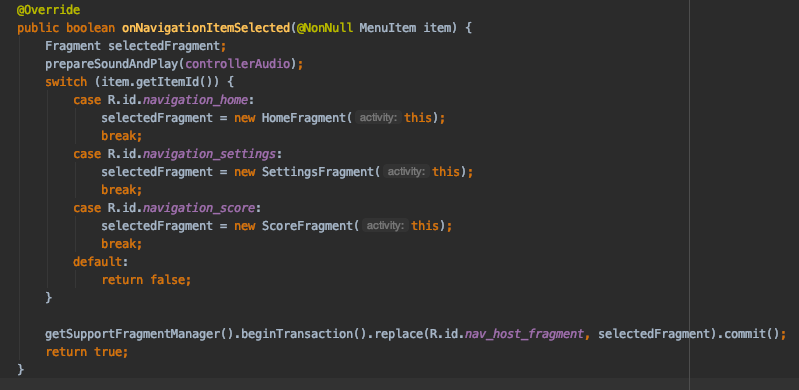 @Override
public boolean onNavigationItemSelected(@NonNull MenuItem item) {
    Fragment selectedFragment;
    prepareSoundAndPlay(controllerAudio);
    switch (item.getItemId()) {
        case R.id.navigation_home:
            selectedFragment = new HomeFragment( activity: this);
            break;
        case R.id.navigation_settings:
            selectedFragment = new SettingsFragment( activity: this);
            break;
        case R.id.navigation_score:
            selectedFragment = new ScoreFragment( activity: this);
            break;
        default:
            return false;
    }

    getSupportFragmentManager().beginTransaction().replace(R.id.nav_host_fragment, selectedFragment).commit();
    return true;
}